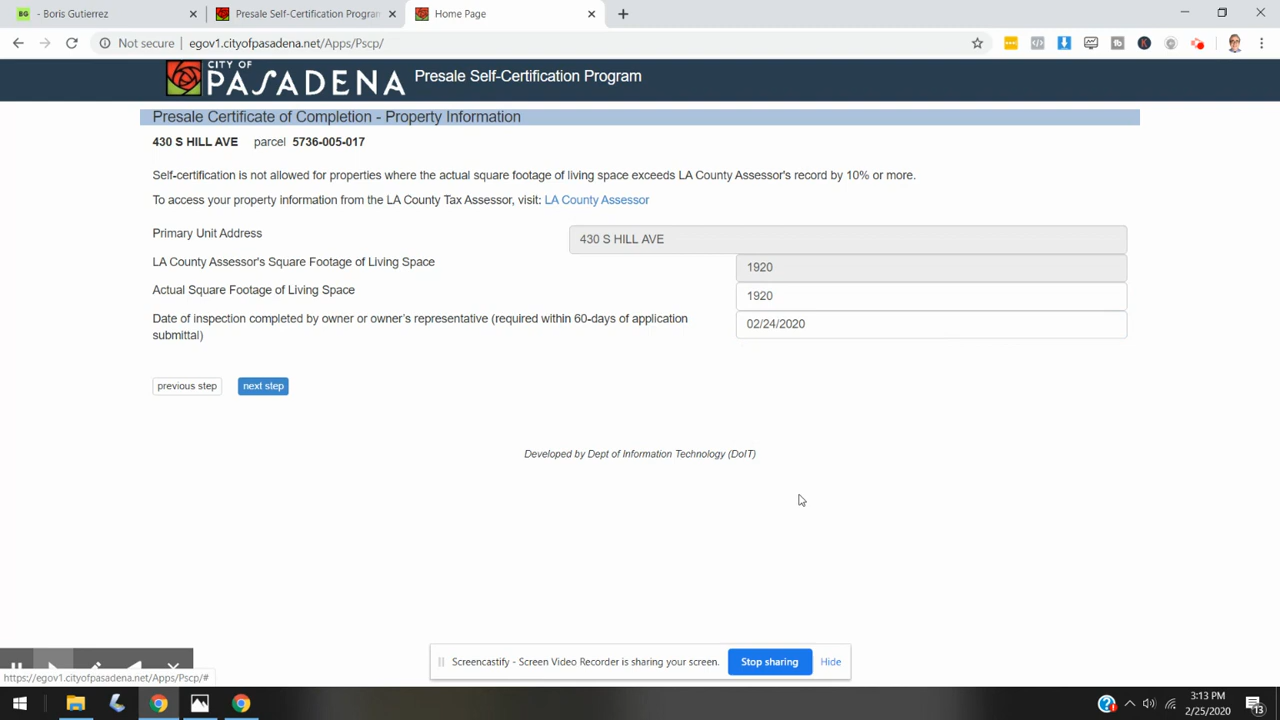 BG - Boris Gutierrez
Presale Self-Certification Program
Home Page
Not secure | egov1.cityofpasadena.net/Apps/Pscp/
CITY OF
PASADENA
Presale Self-Certification Program
Presale Certificate of Completion - Property Information
430 S HILL AVE parcel 5736-005-017
Self-certification is not allowed for properties where the actual square footage of living space exceeds LA County Assessor's record by 10% or more.
To access your property information from the LA County Tax Assessor, visit: LA County Assessor
Primary Unit Address 430 S HILL AVE
LA County Assessor's Square Footage of Living Space 1920
Actual Square Footage of Living Space 1920
Date of inspection completed by owner or owner's representative (required within 60-days of application
submittal) 02/24/2020
previous step next step
Developed by Dept of Information Technology (DoIT)
Screencastify - Screen Video Recorder is sharing your screen. Stop sharing Hide
https://egov1.cityofpasadena.net/Apps/Pscp/#
3:13 PM
2/25/2020
13